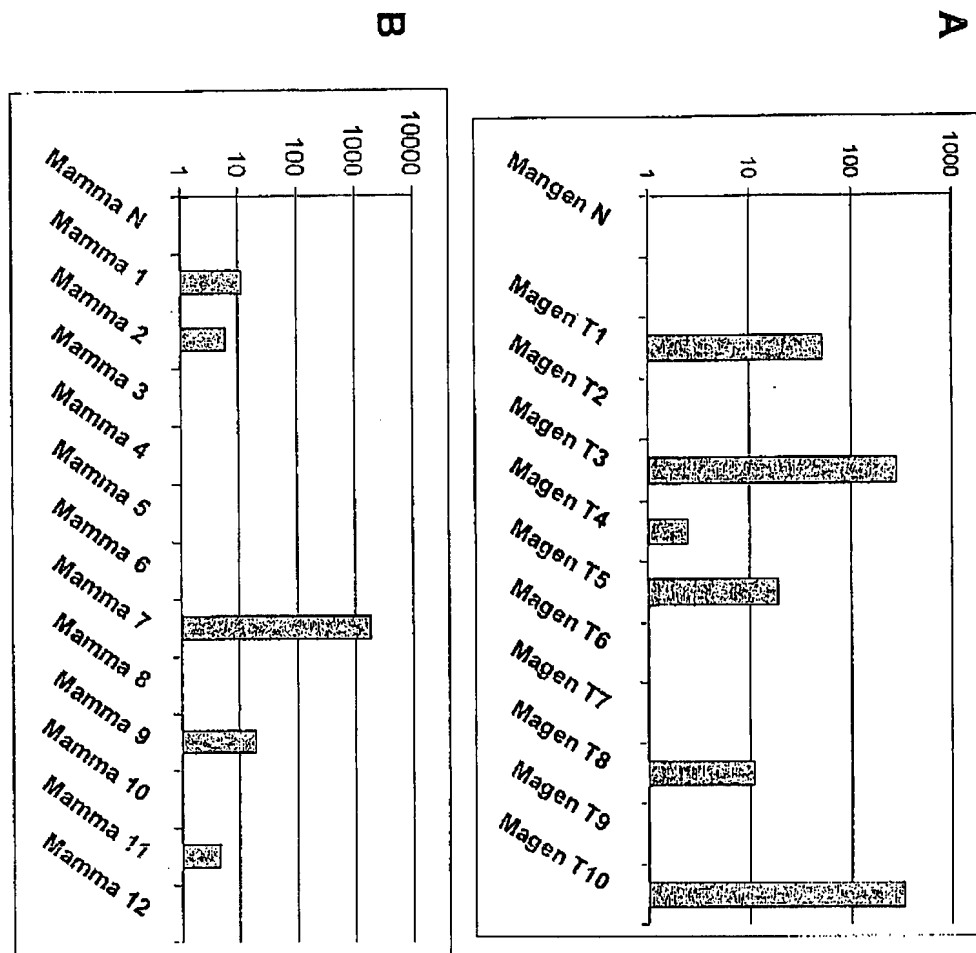 A
1000
100
10
1
Mangen N
Magen T1
Magen T2
Magen T3
Magen T4
Magen T5
Magen T6
Magen T7
Magen T8
Magen T9
Magen T10
B
10000
1000
100
10
1
Mamma N
Mamma 1
Mamma 2
Mamma 3
Mamma 4
Mamma 5
Mamma 6
Mamma 7
Mamma 8
Mamma 9
Mamma 10
Mamma 11
Mamma 12